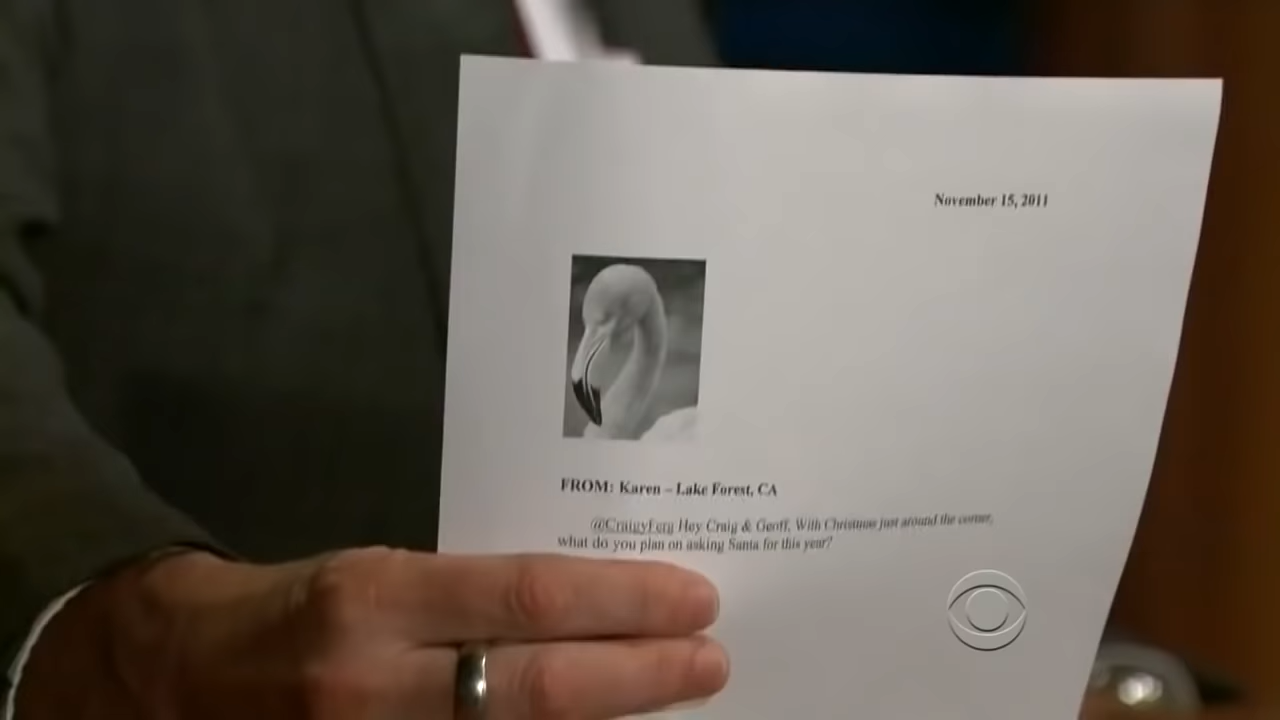 November 15, 2011
FROM: Karen – Lake Forest, CA
@CraigyFerg Hey Craig & Geoff, With Christmas just around the corner,
what do you plan on asking Santa for this year?